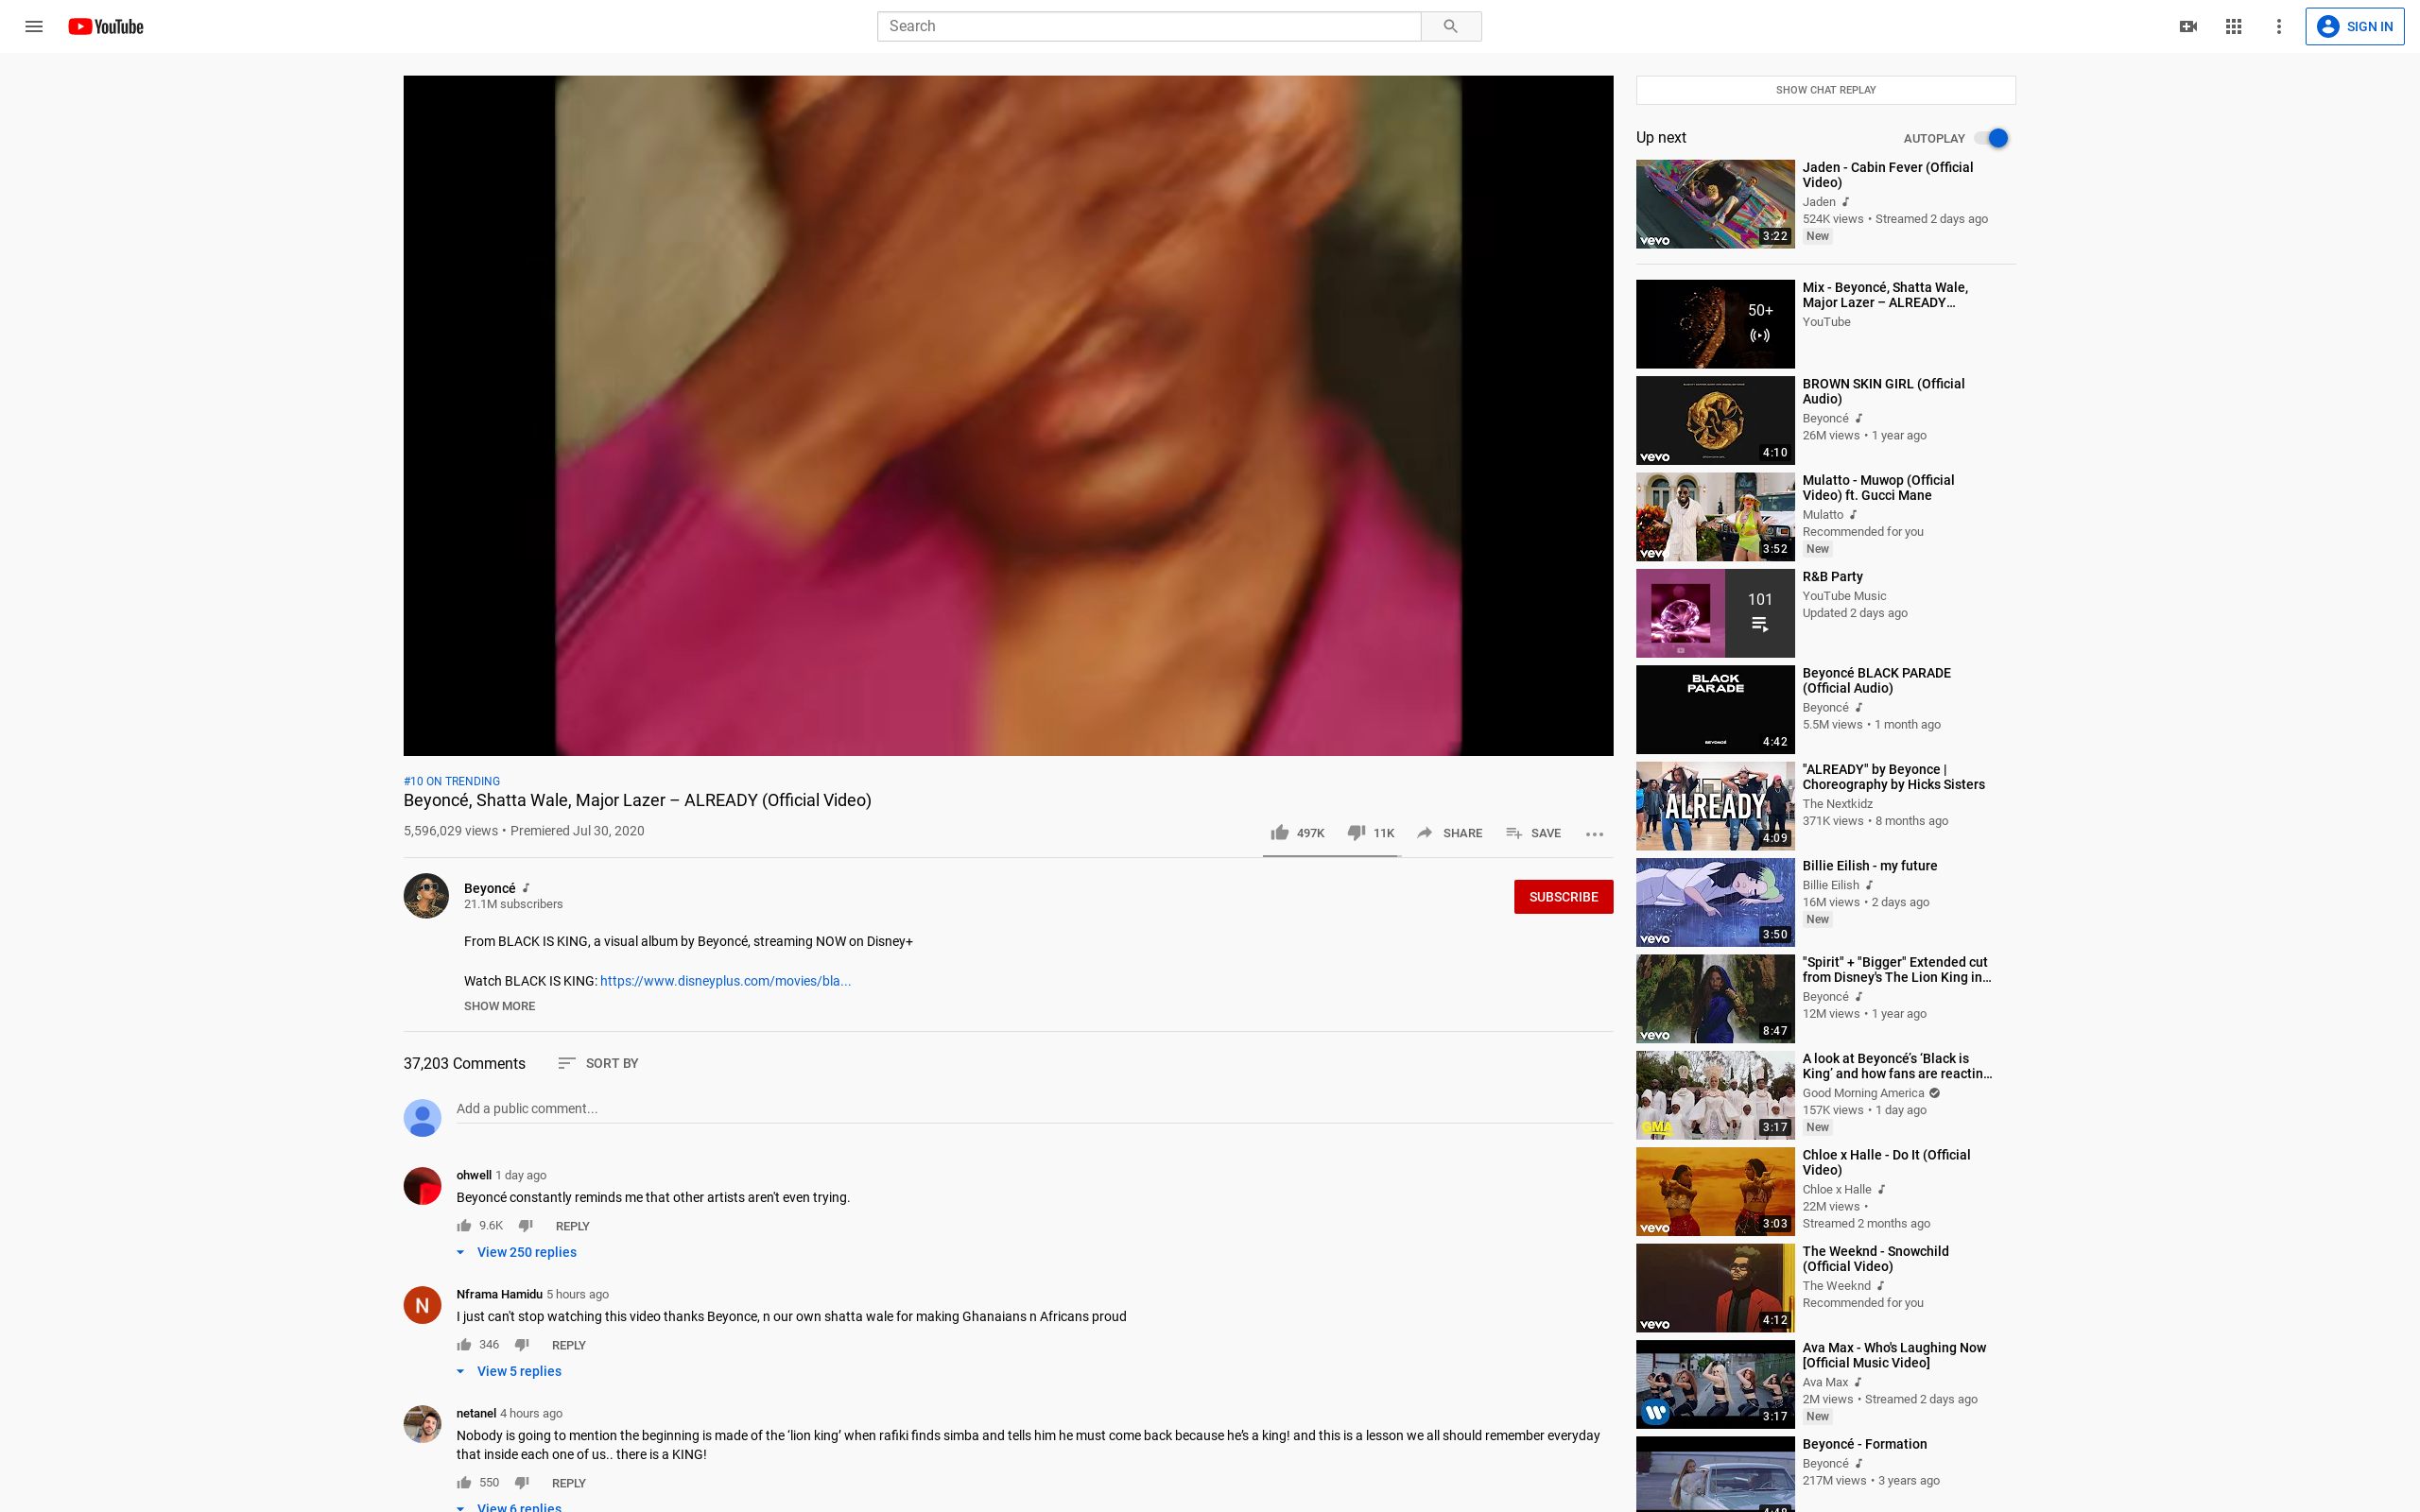 YouTube
Search
SIGN IN
SHOW CHAT REPLAY
Up next
AUTOPLAY
vevo
3:22
Jaden - Cabin Fever (Official
Video)
Jaden
524K views • Streamed 2 days ago
New
50+
Mix - Beyoncé, Shatta Wale,
Major Lazer – ALREADY...
YouTube
vevo
4:10
BROWN SKIN GIRL (Official
Audio)
Beyoncé
26M views • 1 year ago
vevo
3:52
Mulatto - Muwop (Official
Video) ft. Gucci Mane
Mulatto
Recommended for you
New
101
R&B Party
YouTube Music
Updated 2 days ago
BLACK
PARADE
BEYONCÉ
4:42
Beyoncé BLACK PARADE
(Official Audio)
Beyoncé
5.5M views • 1 month ago
ALREADY
4:09
"ALREADY" by Beyonce |
Choreography by Hicks Sisters
The Nextkidz
371K views • 8 months ago
vevo
3:50
Billie Eilish - my future
Billie Eilish
16M views • 2 days ago
New
vevo
8:47
"Spirit" + "Bigger" Extended cut
from Disney's The Lion King in...
Beyoncé
12M views • 1 year ago
GMA
3:17
A look at Beyoncé’s ‘Black is
King’ and how fans are reactin...
Good Morning America
157K views • 1 day ago
New
vevo
3:03
Chloe x Halle - Do It (Official
Video)
Chloe x Halle
22M views •
Streamed 2 months ago
vevo
4:12
The Weeknd - Snowchild
(Official Video)
The Weeknd
Recommended for you
3:17
Ava Max - Who's Laughing Now
[Official Music Video]
Ava Max
2M views • Streamed 2 days ago
New
Beyoncé - Formation
Beyoncé
217M views • 3 years ago
#10 ON TRENDING
Beyoncé, Shatta Wale, Major Lazer – ALREADY (Official Video)
5,596,029 views • Premiered Jul 30, 2020
497K
11K
SHARE
SAVE
Beyoncé
21.1M subscribers
SUBSCRIBE
From BLACK IS KING, a visual album by Beyoncé, streaming NOW on Disney+
Watch BLACK IS KING: https://www.disneyplus.com/movies/bla...
SHOW MORE
37,203 Comments
SORT BY
Add a public comment...
ohwell 1 day ago
Beyoncé constantly reminds me that other artists aren't even trying.
9.6K
REPLY
View 250 replies
N
Nframa Hamidu 5 hours ago
I just can't stop watching this video thanks Beyonce, n our own shatta wale for making Ghanaians n Africans proud
346
REPLY
View 5 replies
netanel 4 hours ago
Nobody is going to mention the beginning is made of the ‘lion king’ when rafiki finds simba and tells him he must come back because he’s a king! and this is a lesson we all should remember everyday
that inside each one of us.. there is a KING!
550
REPLY
View 6 replies